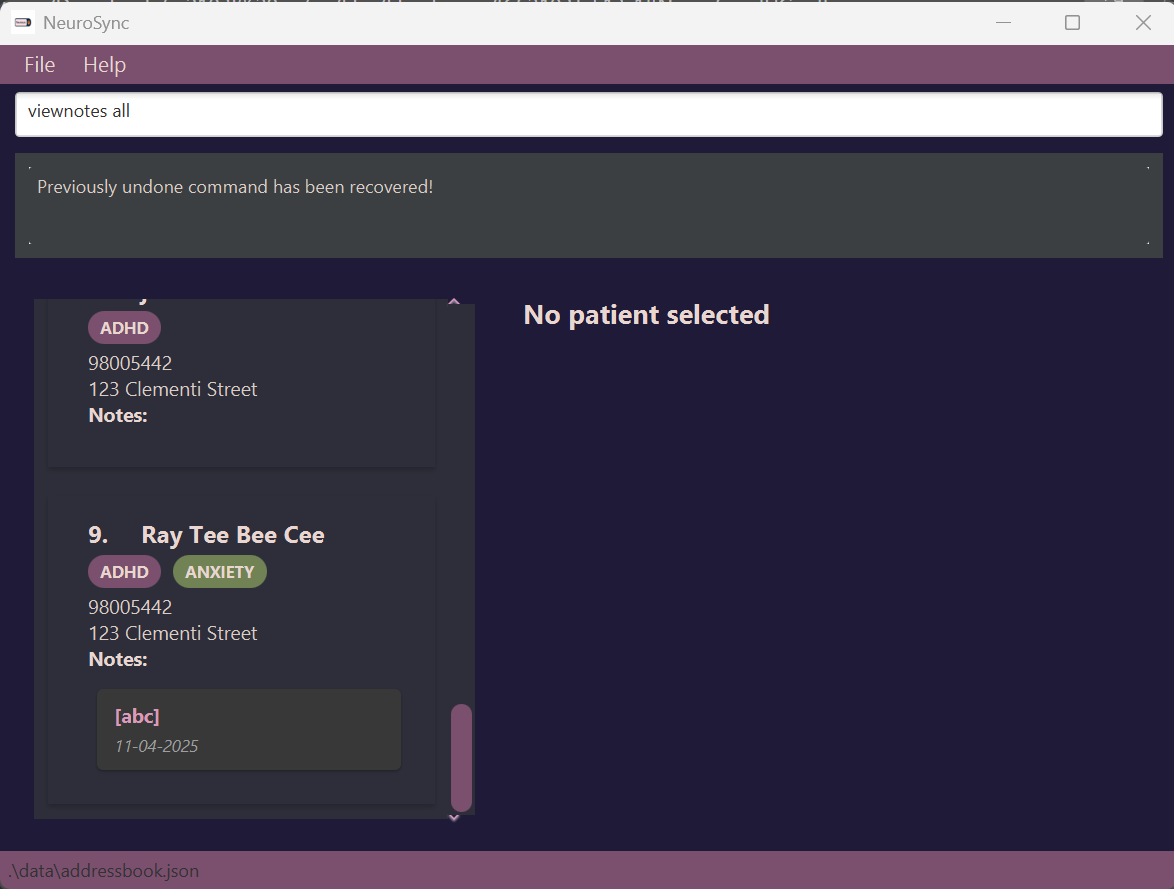 NeuroSync
File Help
viewnotes all
Previously undone command has been recovered!
ADHD
98005442
123 Clementi Street
Notes:
9. Ray Tee Bee Cee
ADHD ANXIETY
98005442
123 Clementi Street
Notes:
[abc]
11-04-2025
No patient selected
.\data\addressbook.json